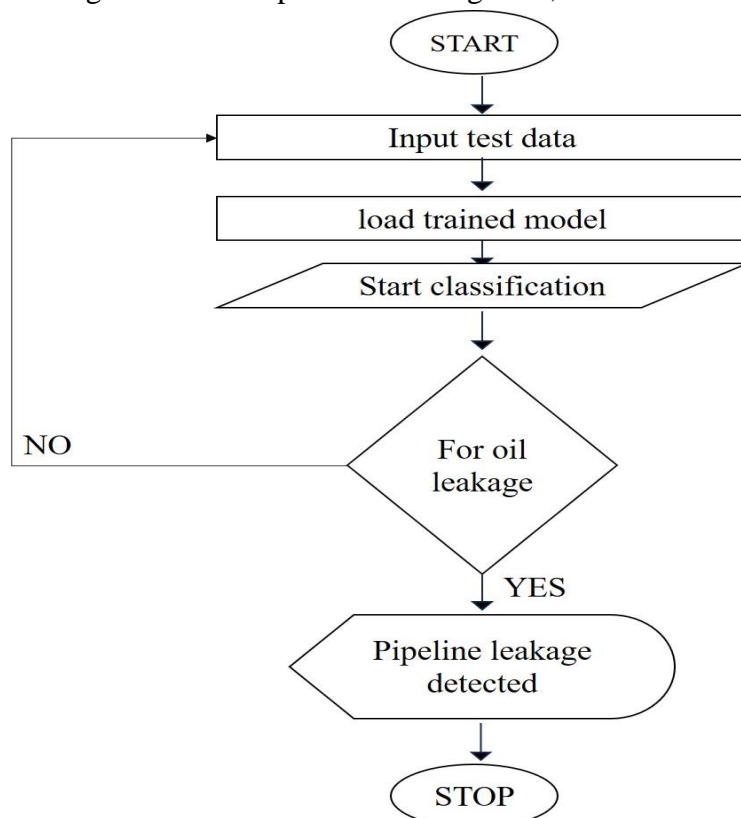 START
Input test data
load trained model
Start classification
For oil
leakage
NO
YES
Pipeline leakage
detected
STOP